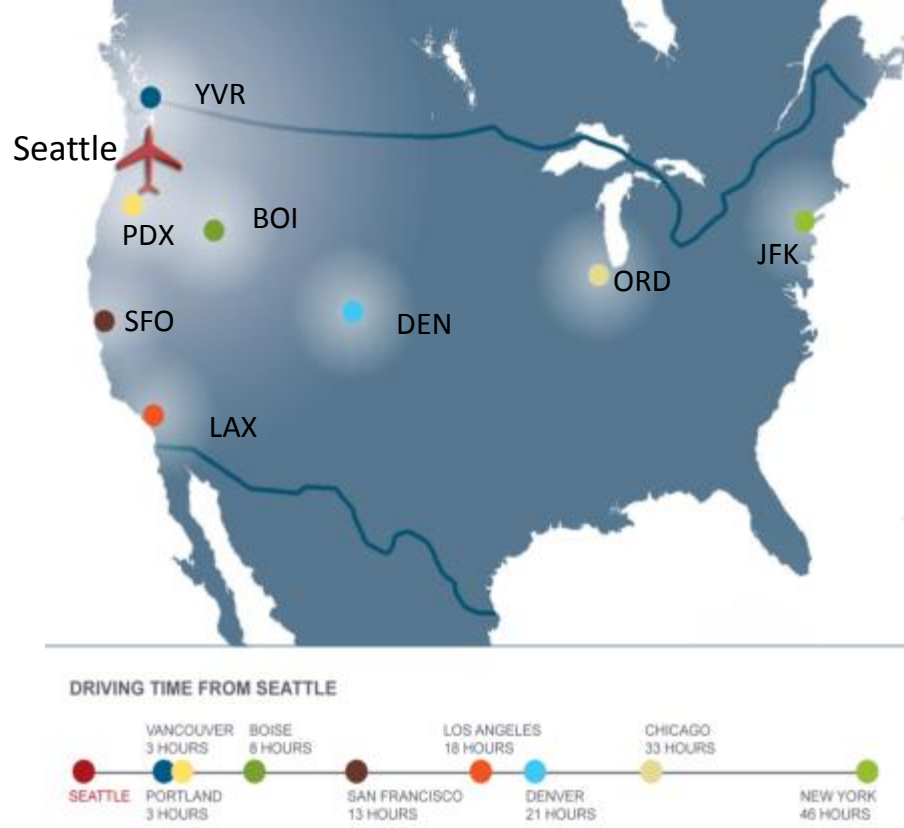 YVR
Seattle
PDX
BOI
JFK
ORD
SFO
DEN
LAX
DRIVING TIME FROM SEATTLE
VANCOUVER
3 HOURS
BOISE
8 HOURS
LOS ANGELES
18 HOURS
CHICAGO
33 HOURS
SEATTLE
PORTLAND
3 HOURS
SAN FRANCISCO
13 HOURS
DENVER
21 HOURS
NEW YORK
46 HOURS